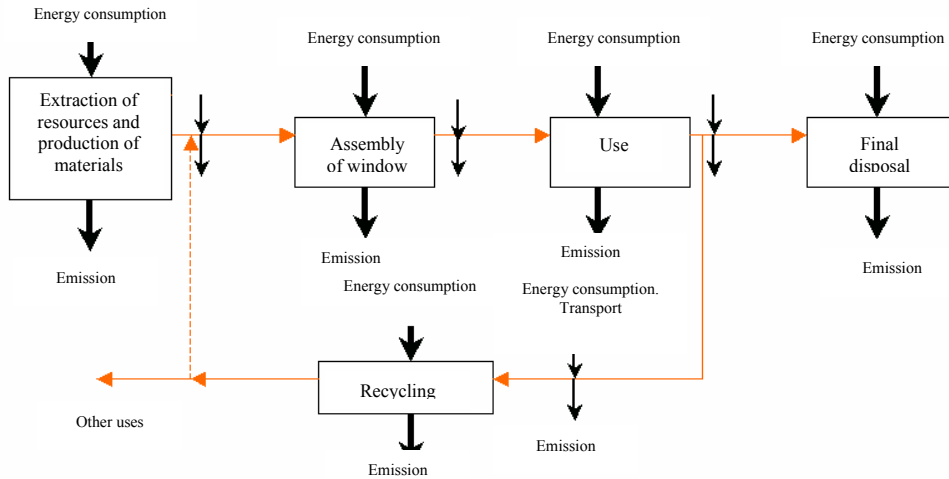 Energy consumption
Energy consumption
Energy consumption
Energy consumption
Extraction of
resources and
production of
materials
Assembly
of window
Use
Final
disposal
Emission
Emission
Emission
Emission
Energy consumption
Energy consumption.
Transport
Recycling
Other uses
Emission
Emission